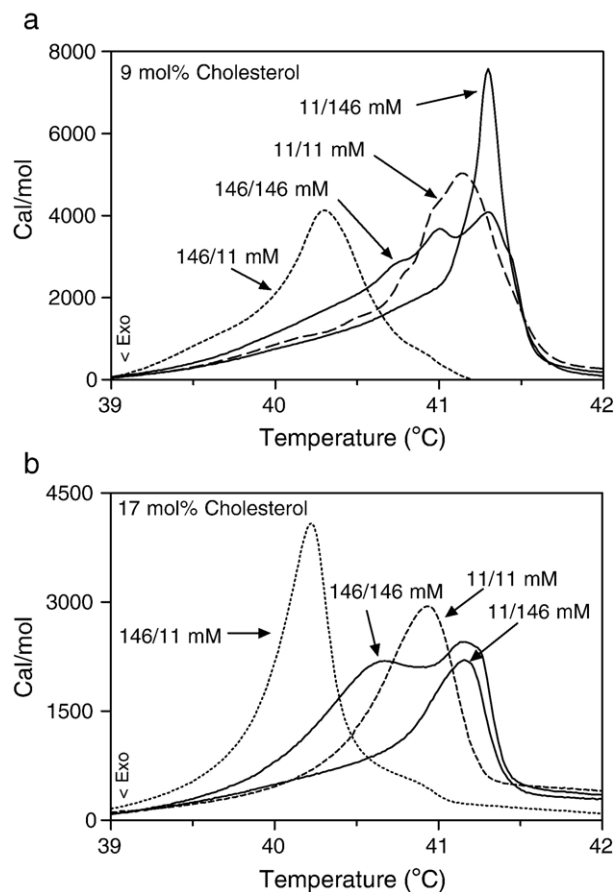 a
8000
9 mol% Cholesterol
11/146 mM
6000
11/11 mM
Cal/mol
4000
146/146 mM
146/11 mM
2000
< Exo
0
39 40 41 42
Temperature (°C)
b
4500
17 mol% Cholesterol
146/146 mM
11/11 mM
3000
11/146 mM
146/11 mM
Cal/mol
1500
< Exo
0
39 40 41 42
Temperature (°C)